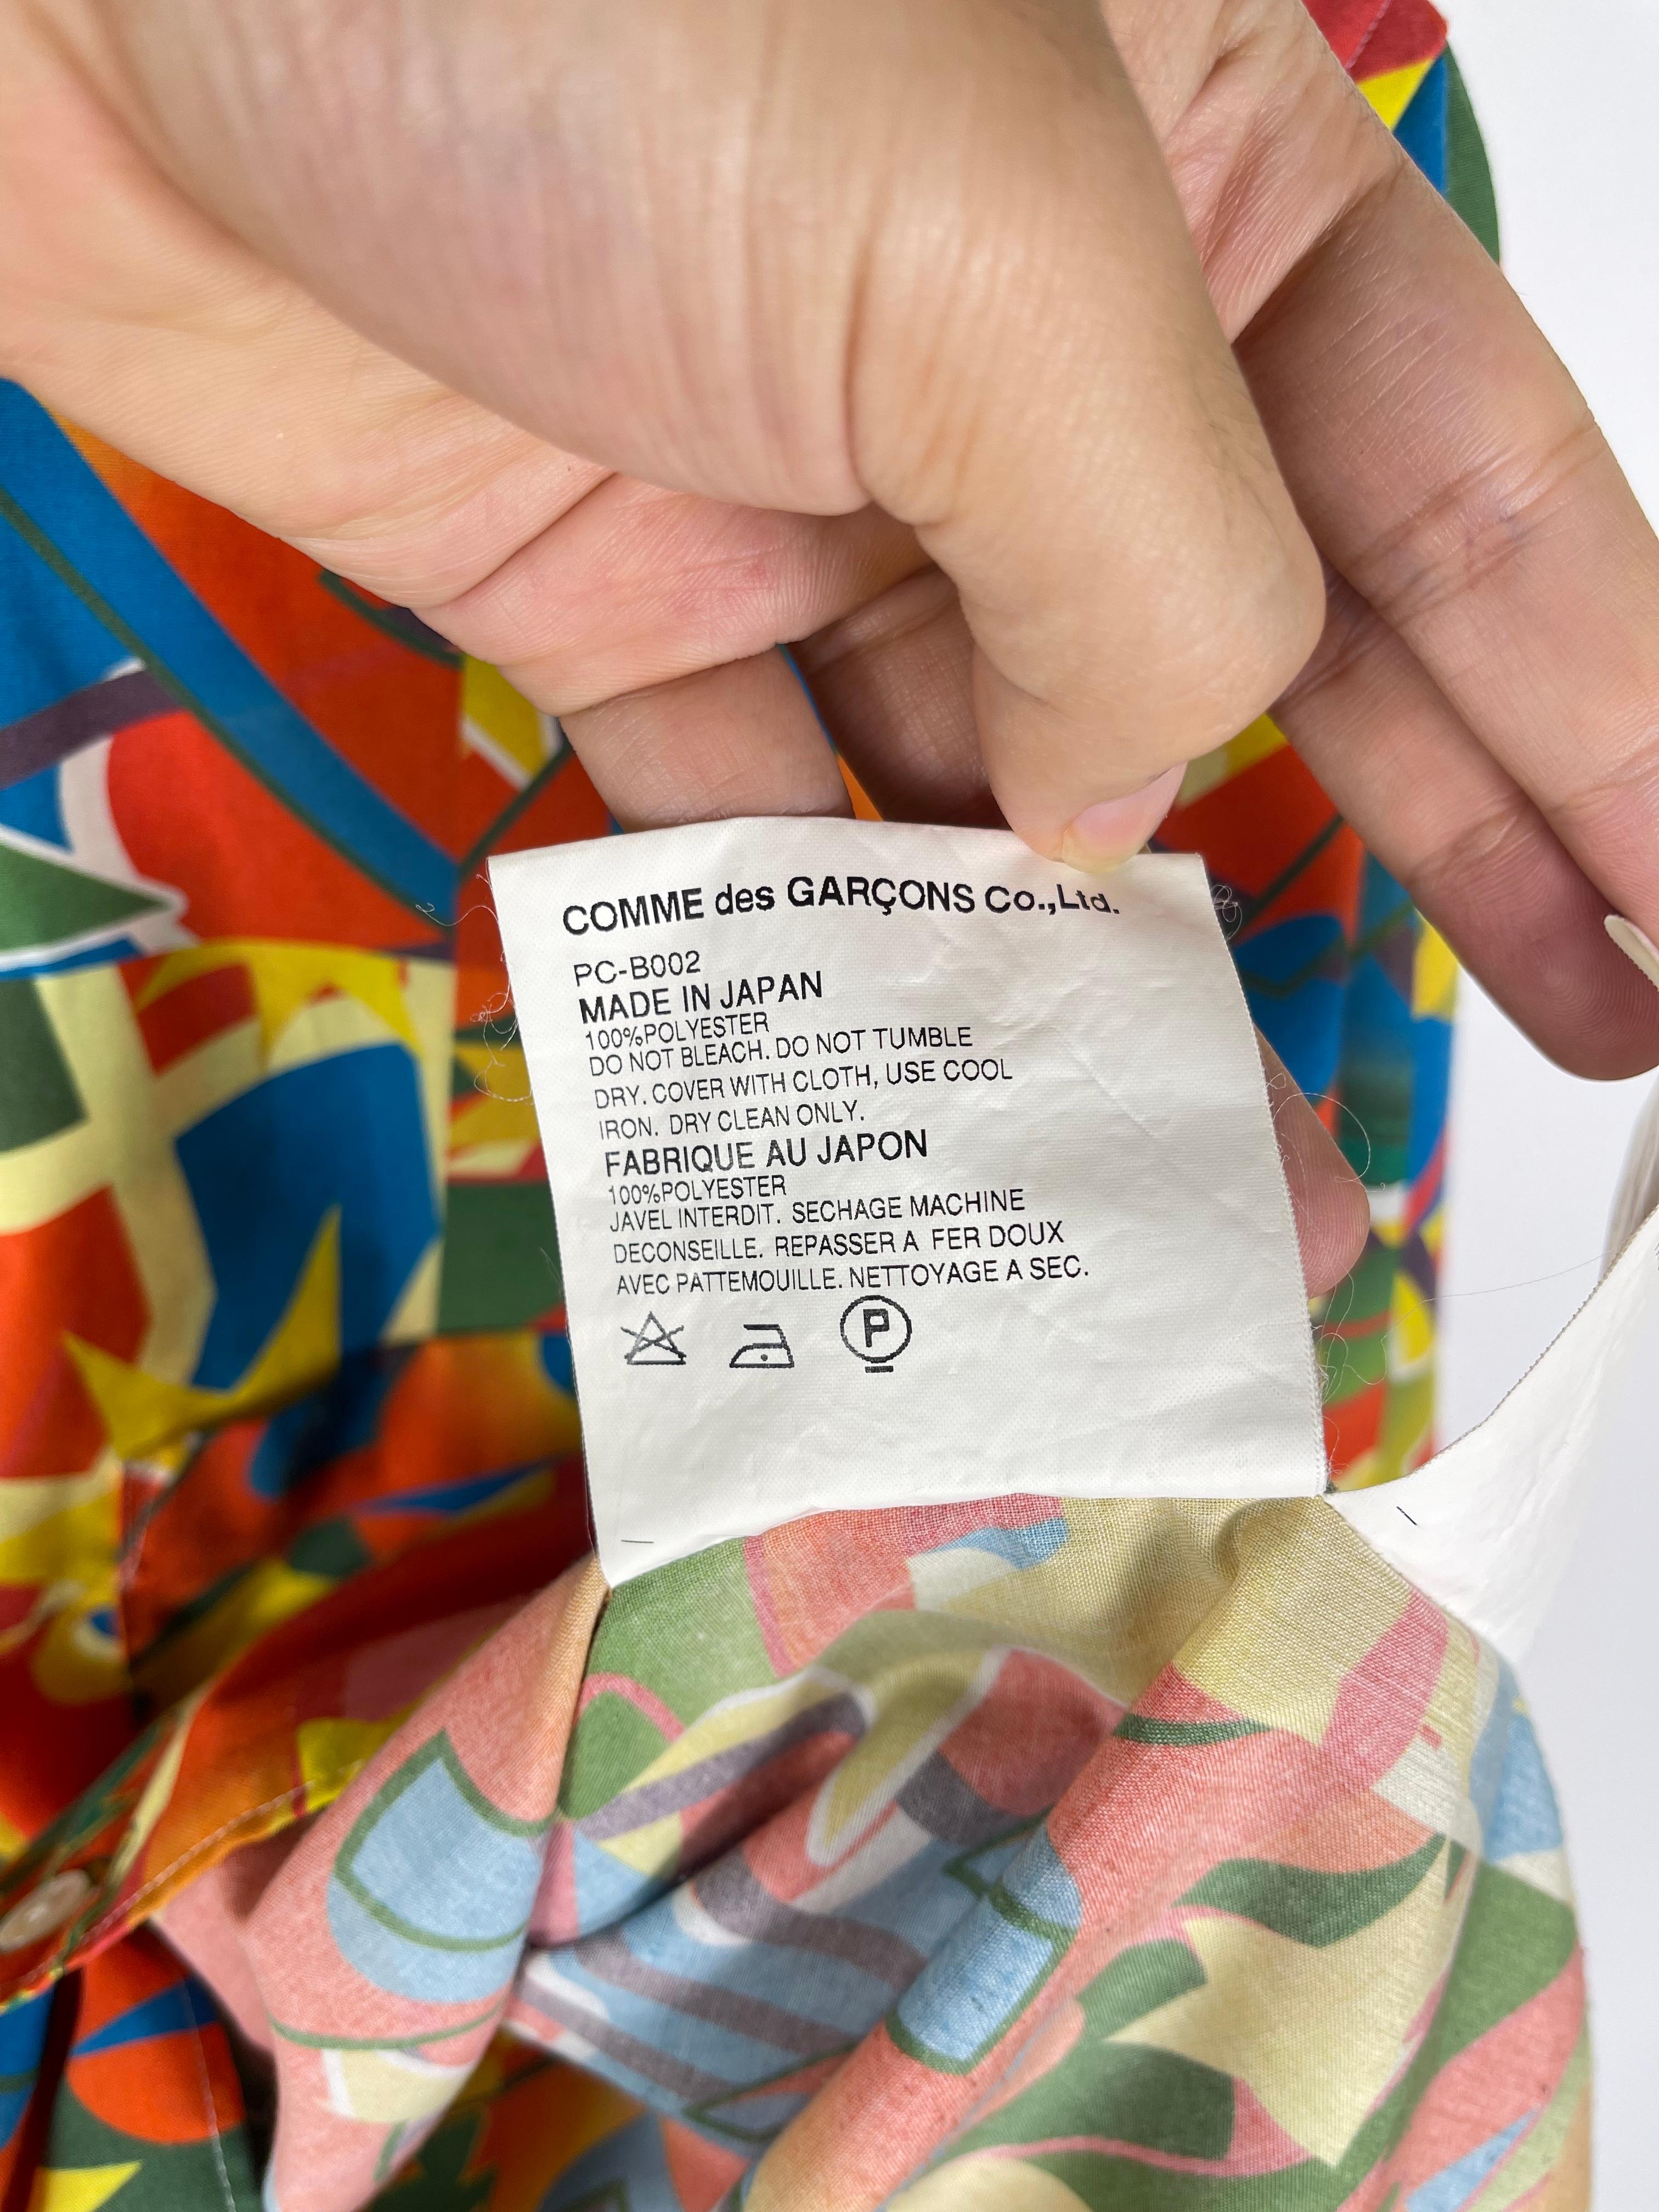 COMME des GARÇONS Co.,Ltd.
PC-B002
MADE IN JAPAN
100%POLYESTER
DO NOT BLEACH. DO NOT TUMBLE
DRY. COVER WITH CLOTH, USE COOL
IRON. DRY CLEAN ONLY.
FABRIQUE AU JAPON
100%POLYESTER
JAVEL INTERDIT. SECHAGE MACHINE
DECONSEILLE. REPASSER A FER DOUX
AVEC PATTEMOUILLE. NETTOYAGE A SEC.
P